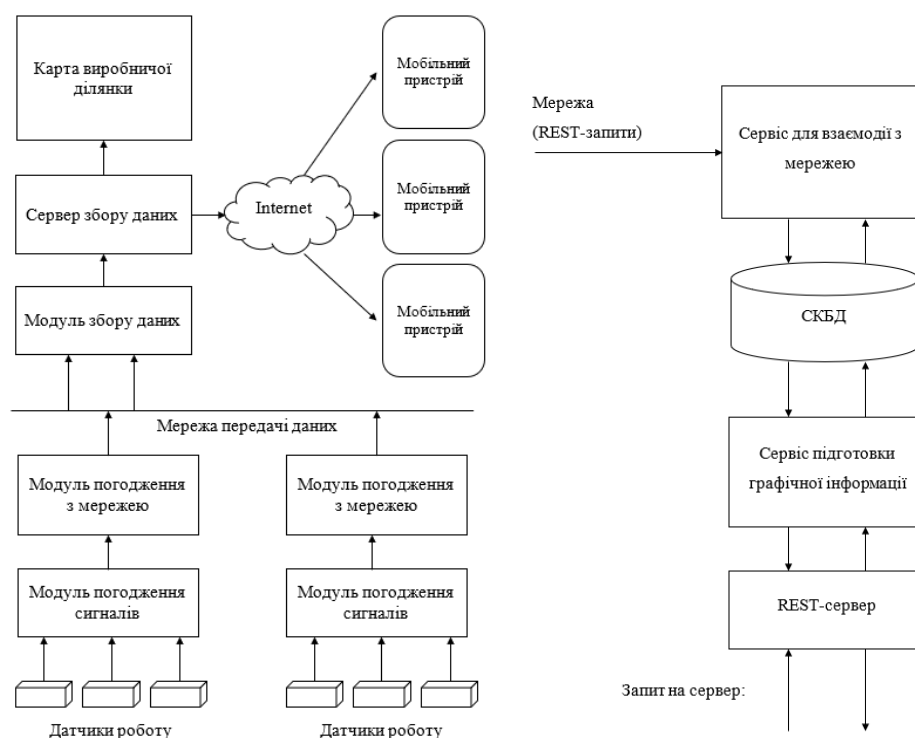 Карта виробничої
ділянки
Сервер збору даних
Модуль збору даних
Internet
Мобільний
пристрій
Мобільний
пристрій
Мобільний
пристрій
Мережа передачі даних
Модуль погодження
з мережею
Модуль погодження
з мережею
Модуль погодження
сигналів
Модуль погодження
сигналів
Датчики роботу
Датчики роботу
Мережа
(REST-запити)
Сервіс для взаємодії з
мережею
СКБД
Сервіс підготовки
графічної інформації
REST-сервер
Запит на сервер: